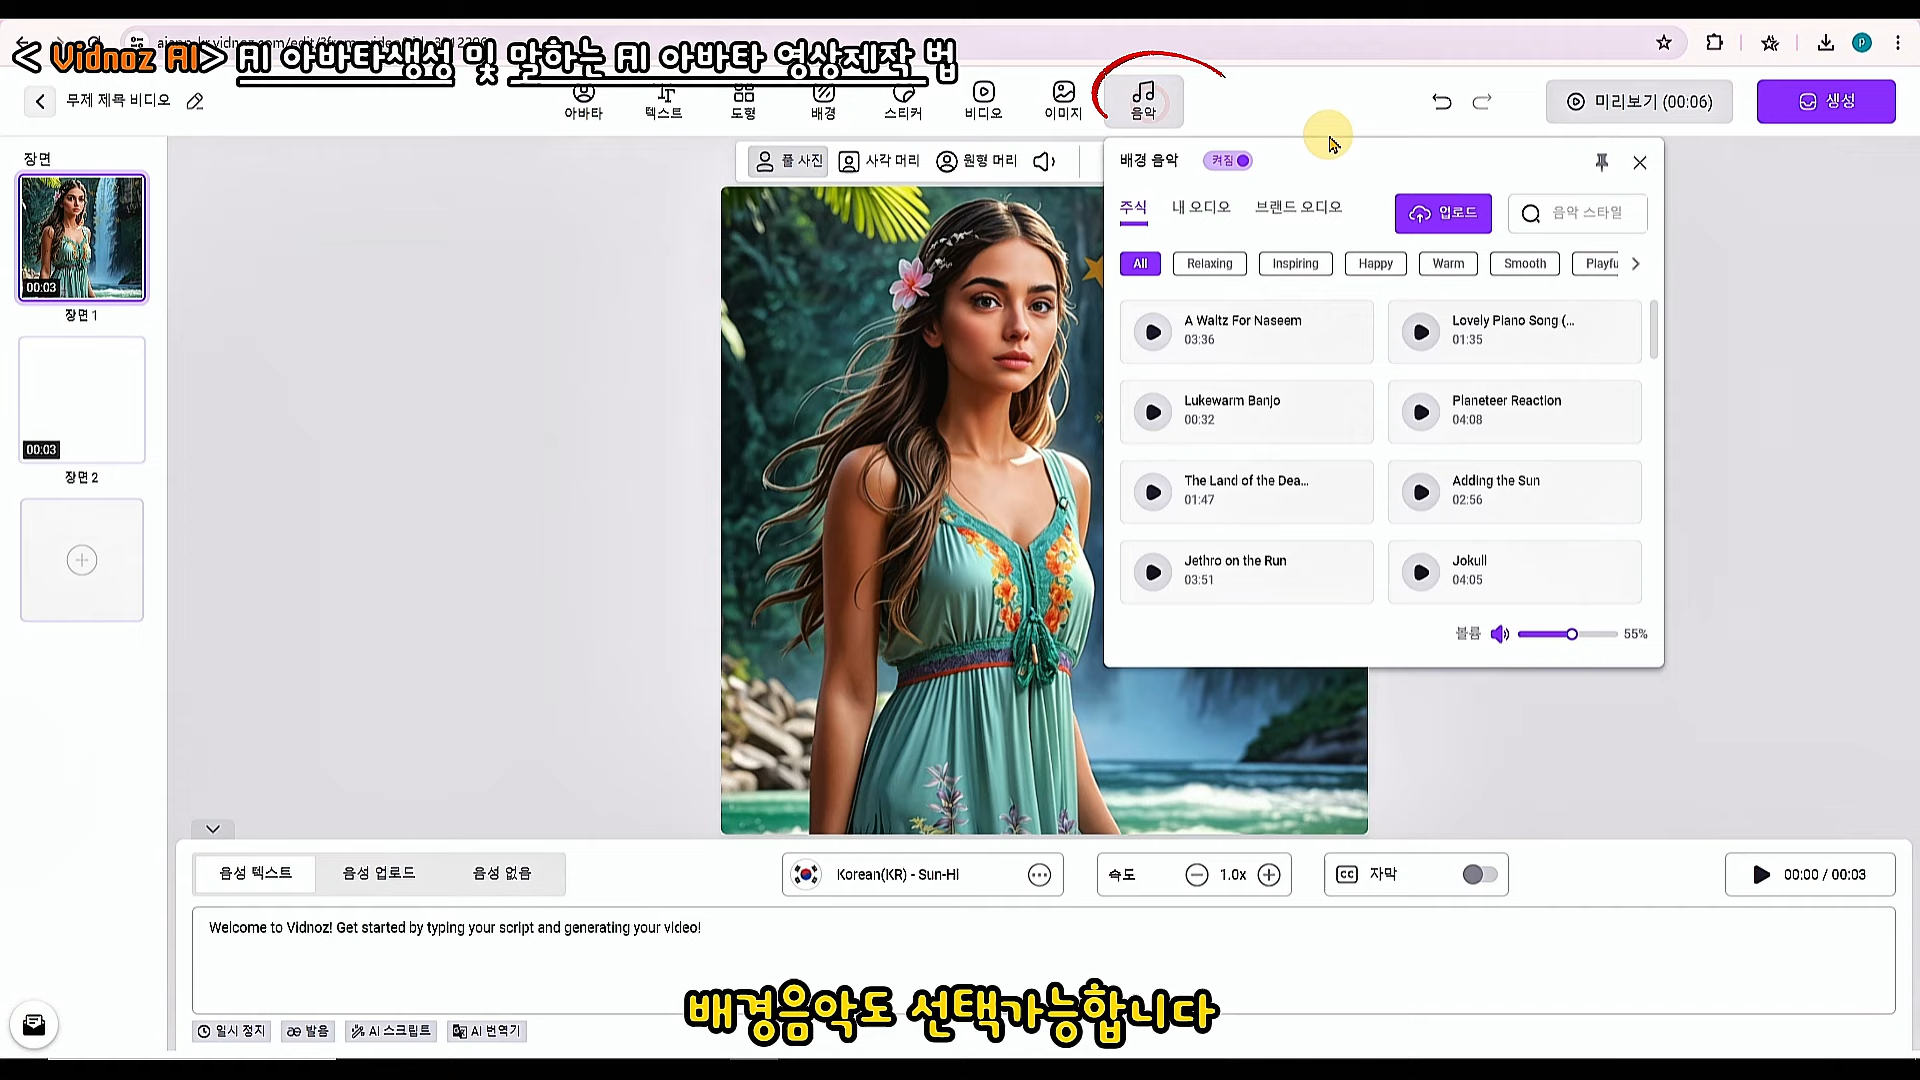 < Vidnoz AI> AI 아바타생성 및 말하는 AI 아바타 영상제작 법
무제 제목 비디오
아바타
텍스트
도형
배경
스티커
비디오
이미지
음악
미리보기 (00:06)
생성
장면
00:03
장면 1
00:03
장면 2
풀 사진
사각 머리
원형 머리
배경 음악
켜짐
주식
내 오디오
브랜드 오디오
업로드
음악 스타일
All
Relaxing
Inspiring
Happy
Warm
Smooth
Playfu
A Waltz For Naseem
03:36
Lovely Piano Song (...
01:35
Lukewarm Banjo
00:32
Planeteer Reaction
04:08
The Land of the Dea...
01:47
Adding the Sun
02:56
Jethro on the Run
03:51
Jokull
04:05
볼륨
55%
음성 텍스트
음성 업로드
음성 없음
Korean(KR) - Sun-Hi
속도
1.0x
CC 자막
00:00 / 00:03
Welcome to Vidnoz! Get started by typing your script and generating your video!
배경음악도 선택가능합니다
일시 정지
æ 발음
AI 스크립트
AI 번역기